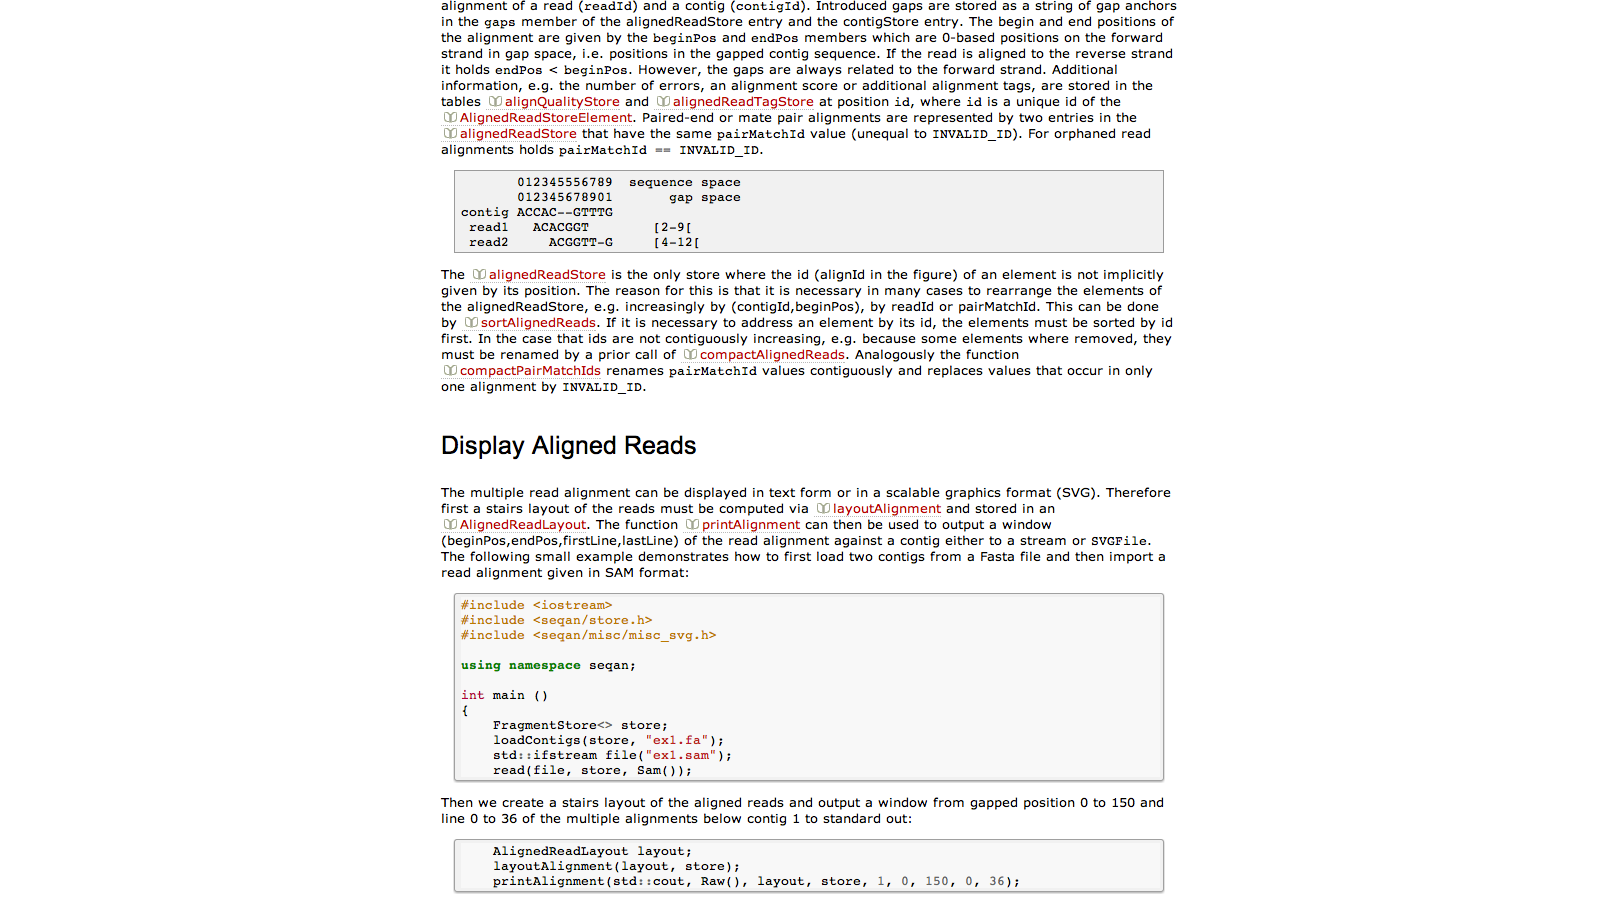 alignment of a read (readId) and a contig (contigId). Introduced gaps are stored as a string of gap anchors
in the gaps member of the alignedReadStore entry and the contigStore entry. The begin and end positions of
the alignment are given by the beginPos and endPos members which are 0-based positions on the forward
strand in gap space, i.e. positions in the gapped contig sequence. If the read is aligned to the reverse strand
it holds endPos < beginPos. However, the gaps are always related to the forward strand. Additional
information, e.g. the number of errors, an alignment score or additional alignment tags, are stored in the
tables alignQualityStore and alignedReadTagStore at position id, where id is a unique id of the
AlignedReadStoreElement. Paired-end or mate pair alignments are represented by two entries in the
alignedReadStore that have the same pairMatchId value (unequal to INVALID_ID). For orphaned read
alignments holds pairMatchId == INVALID_ID.
       012345556789  sequence space
       012345678901       gap space
contig ACCAC--GTTTG
 read1   ACACGGT        [2-9[
 read2     ACGGTT-G     [4-12[
The alignedReadStore is the only store where the id (alignId in the figure) of an element is not implicitly
given by its position. The reason for this is that it is necessary in many cases to rearrange the elements of
the alignedReadStore, e.g. increasingly by (contigId,beginPos), by readId or pairMatchId. This can be done
by sortAlignedReads. If it is necessary to address an element by its id, the elements must be sorted by id
first. In the case that ids are not contiguously increasing, e.g. because some elements where removed, they
must be renamed by a prior call of compactAlignedReads. Analogously the function
compactPairMatchIds renames pairMatchId values contiguously and replaces values that occur in only
one alignment by INVALID_ID.
Display Aligned Reads
The multiple read alignment can be displayed in text form or in a scalable graphics format (SVG). Therefore
first a stairs layout of the reads must be computed via layoutAlignment and stored in an
AlignedReadLayout. The function printAlignment can then be used to output a window
(beginPos,endPos,firstLine,lastLine) of the read alignment against a contig either to a stream or SVGFile.
The following small example demonstrates how to first load two contigs from a Fasta file and then import a
read alignment given in SAM format:
#include <iostream>
#include <seqan/store.h>
#include <seqan/misc/misc_svg.h>
using namespace seqan;
int main ()
{
    FragmentStore<> store;
    loadContigs(store, "ex1.fa");
    std::ifstream file("ex1.sam");
    read(file, store, Sam());
Then we create a stairs layout of the aligned reads and output a window from gapped position 0 to 150 and
line 0 to 36 of the multiple alignments below contig 1 to standard out:
    AlignedReadLayout layout;
    layoutAlignment(layout, store);
    printAlignment(std::cout, Raw(), layout, store, 1, 0, 150, 0, 36);